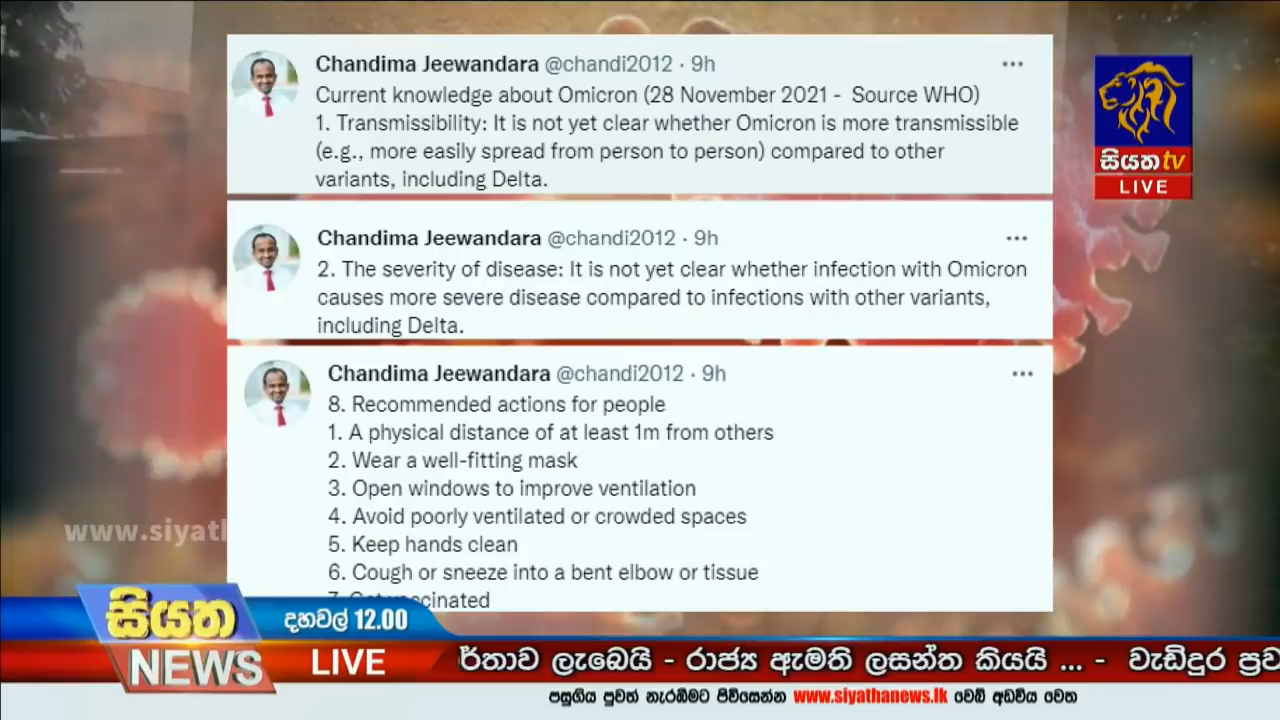 Chandima Jeewandara @chandi2012 · 9h
Current knowledge about Omicron (28 November 2021 - Source WHO)
1. Transmissibility: It is not yet clear whether Omicron is more transmissible
(e.g., more easily spread from person to person) compared to other
variants, including Delta.
Chandima Jeewandara @chandi2012 · 9h
2. The severity of disease: It is not yet clear whether infection with Omicron
causes more severe disease compared to infections with other variants,
including Delta.
Chandima Jeewandara @chandi2012 · 9h
8. Recommended actions for people
1. A physical distance of at least 1m from others
2. Wear a well-fitting mask
3. Open windows to improve ventilation
4. Avoid poorly ventilated or crowded spaces
5. Keep hands clean
6. Cough or sneeze into a bent elbow or tissue
සියත tv
LIVE
සියත
NEWS
දහවල් 12.00
LIVE
ලැබෙයි - රාජ්‍ය ඇමති ලසන්ත කියයි ... - වැඩිදුර
පසුගිය පුවත් නැරඹීමට පිවිසෙන්න www.siyathanews.lk වෙබ් අඩවිය වෙත